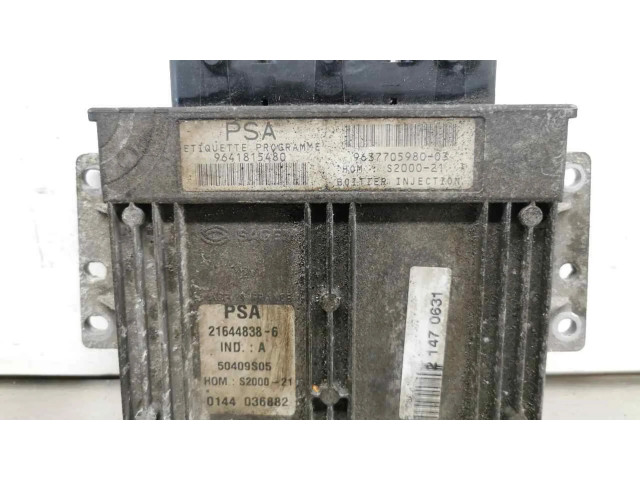 PSA
ETIQUETTE PROGRAMME
9641815480
9637705980-03
HOM : S2000-21
BOITIER INJECTION
SAGEM
PSA
21644838-6
IND. : A
50409S05
HOM : S2000-21
0144 036882
2 147 0631